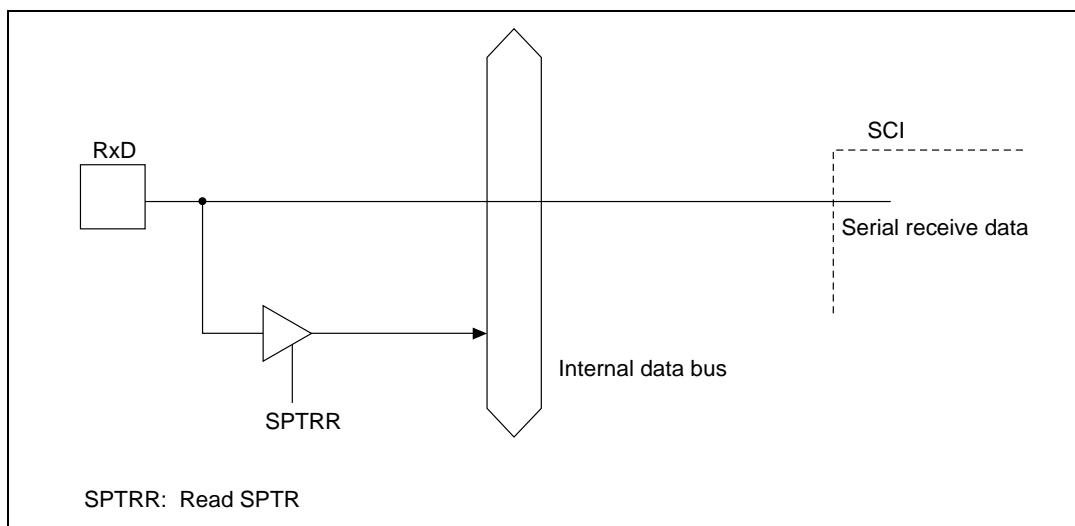 SCI
RxD
Serial receive data
Internal data bus
SPTRR
SPTRR: Read SPTR